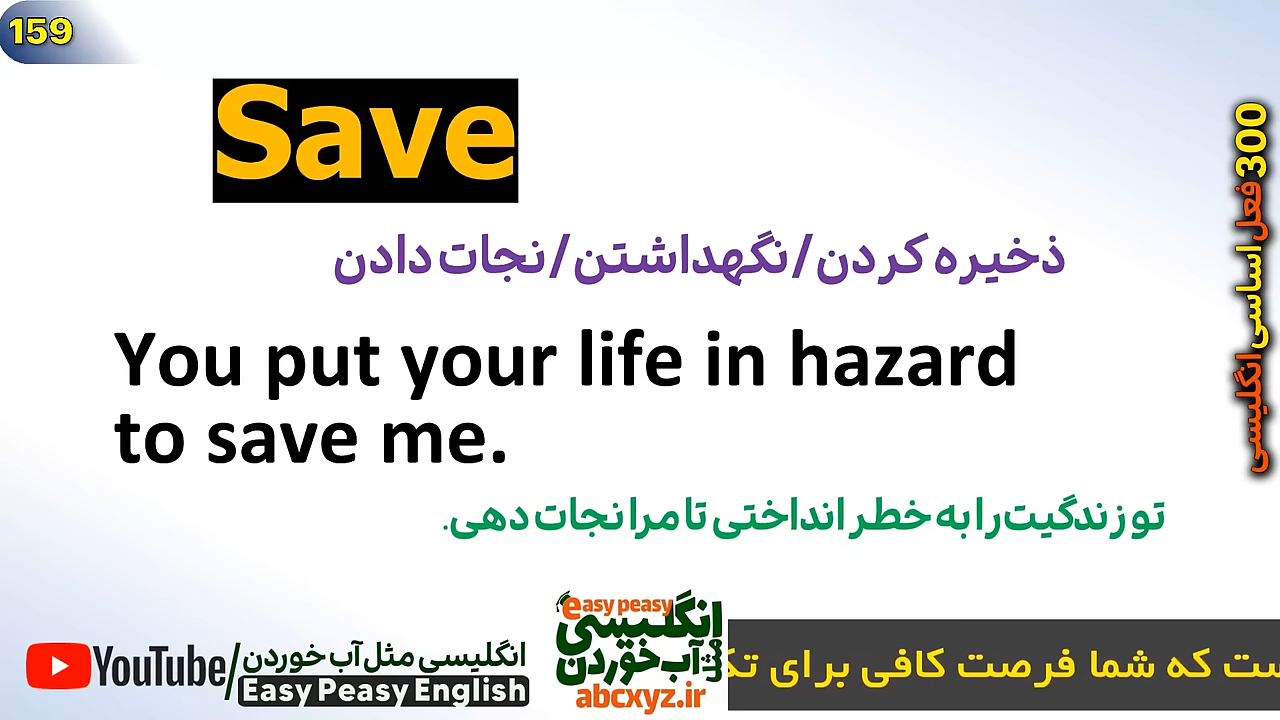 159
Save
ذخیره کردن/نگهداشتن/نجات دادن
You put your life in hazard
to save me.
تو زندگیت را به خطر انداختی تا مرا نجات دهی.
300 فعل اساسی انگلیسی
YouTube/انگلیسی مثل آب خوردن
Easy Peasy English
easy peasy
انگلیسی
مثل آب خوردن
abcxyz.ir
که شما فرصت کافی برای